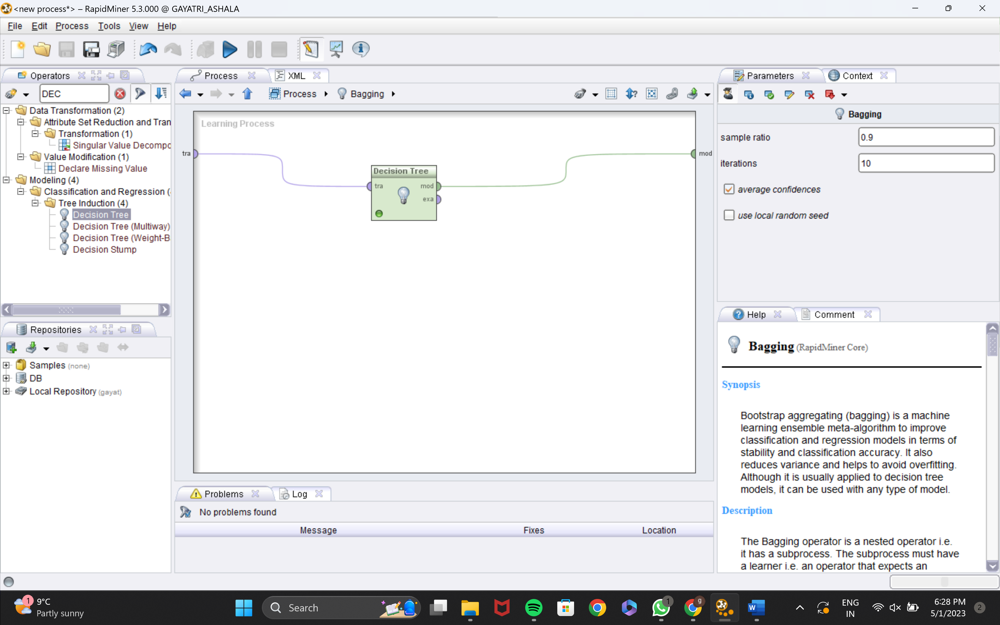 <new process*> – RapidMiner 5.3.000 @ GAYATRI_ASHALA
File Edit Process Tools View Help
Operators
DEC
Data Transformation (2)
Attribute Set Reduction and Tran
Transformation (1)
Singular Value Decompo
Value Modification (1)
Declare Missing Value
Modeling (4)
Classification and Regression (
Tree Induction (4)
Decision Tree
Decision Tree (Multiway)
Decision Tree (Weight-B
Decision Stump
Repositories
Samples (none)
DB
Local Repository (gayat)
Process XML
Process Bagging
Learning Process
tra
mod
Decision Tree
tra mod
exa
Problems Log
No problems found
Message Fixes Location
Parameters Context
Bagging
sample ratio 0.9
iterations 10
average confidences
use local random seed
Help Comment
Bagging (RapidMiner Core)
Synopsis
Bootstrap aggregating (bagging) is a machine
learning ensemble meta-algorithm to improve
classification and regression models in terms of
stability and classification accuracy. It also
reduces variance and helps to avoid overfitting.
Although it is usually applied to decision tree
models, it can be used with any type of model.
Description
The Bagging operator is a nested operator i.e.
it has a subprocess. The subprocess must have
a learner i.e. an operator that expects an
1
9°C
Partly sunny
Search
1
g
W
ENG
IN
6:28 PM
5/1/2023
2